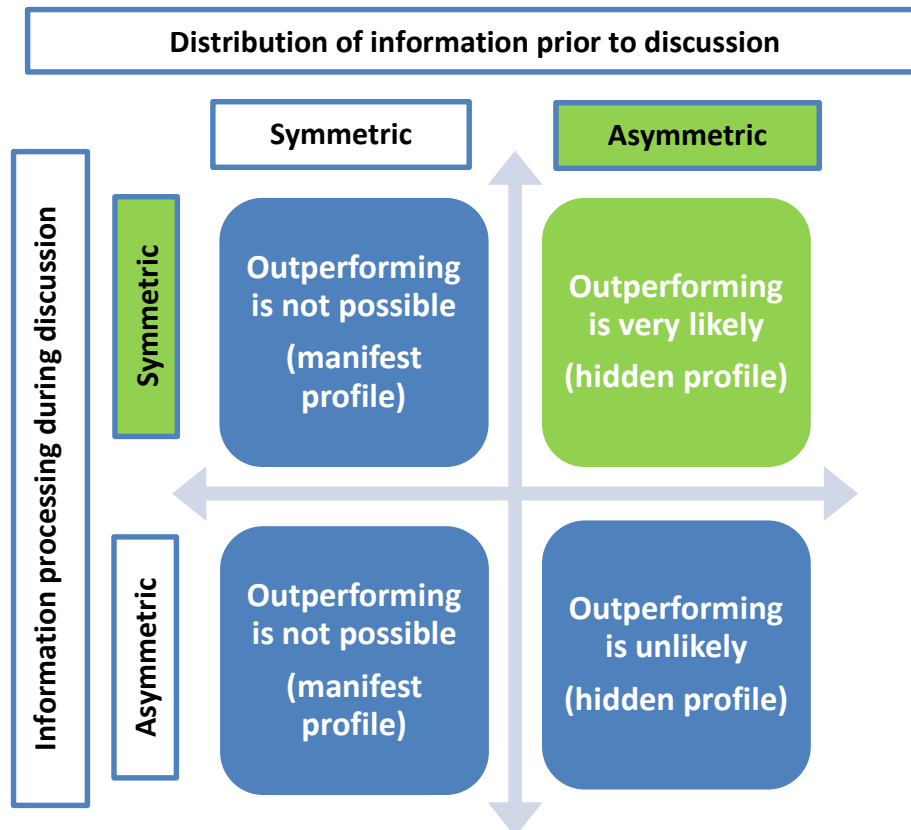 Distribution of information prior to discussion
Symmetric
Asymmetric
Information processing during discussion
Symmetric
Outperforming
is not possible
(manifest
profile)
Outperforming
is very likely
(hidden profile)
Asymmetric
Outperforming
is not possible
(manifest
profile)
Outperforming
is unlikely
(hidden profile)